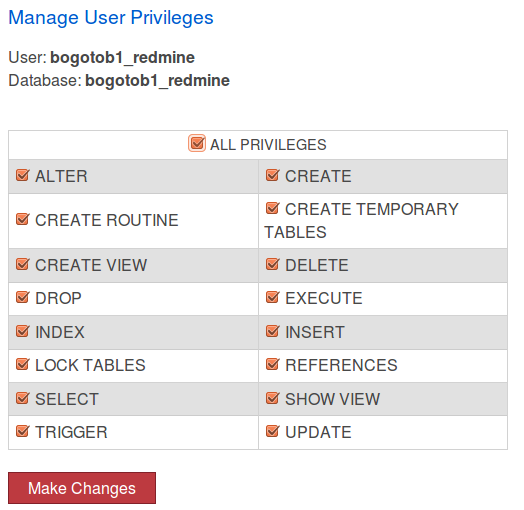 Manage User Privileges
User: bogotob1_redmine
Database: bogotob1_redmine
ALL PRIVILEGES
ALTER
CREATE
CREATE ROUTINE
CREATE TEMPORARY
TABLES
CREATE VIEW
DELETE
DROP
EXECUTE
INDEX
INSERT
LOCK TABLES
REFERENCES
SELECT
SHOW VIEW
TRIGGER
UPDATE
Make Changes